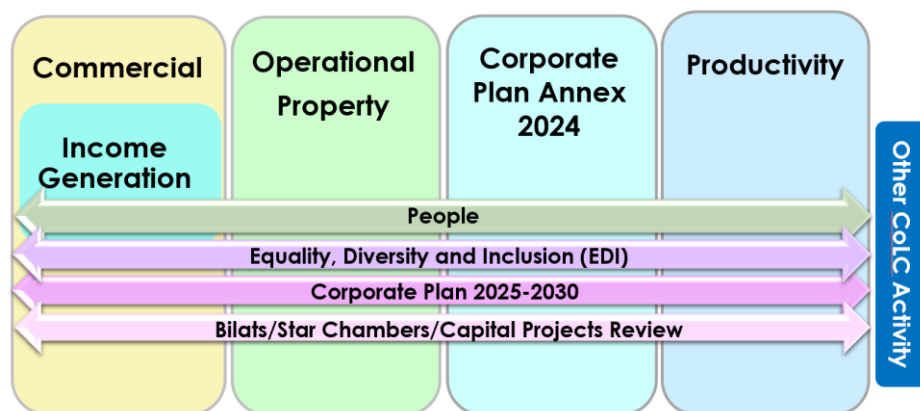 Commercial
Income
Generation
Operational
Property
Corporate
Plan Annex
2024
Productivity
People
Equality, Diversity and Inclusion (EDI)
Corporate Plan 2025-2030
Bilats/Star Chambers/Capital Projects Review
Other CoLC Activity